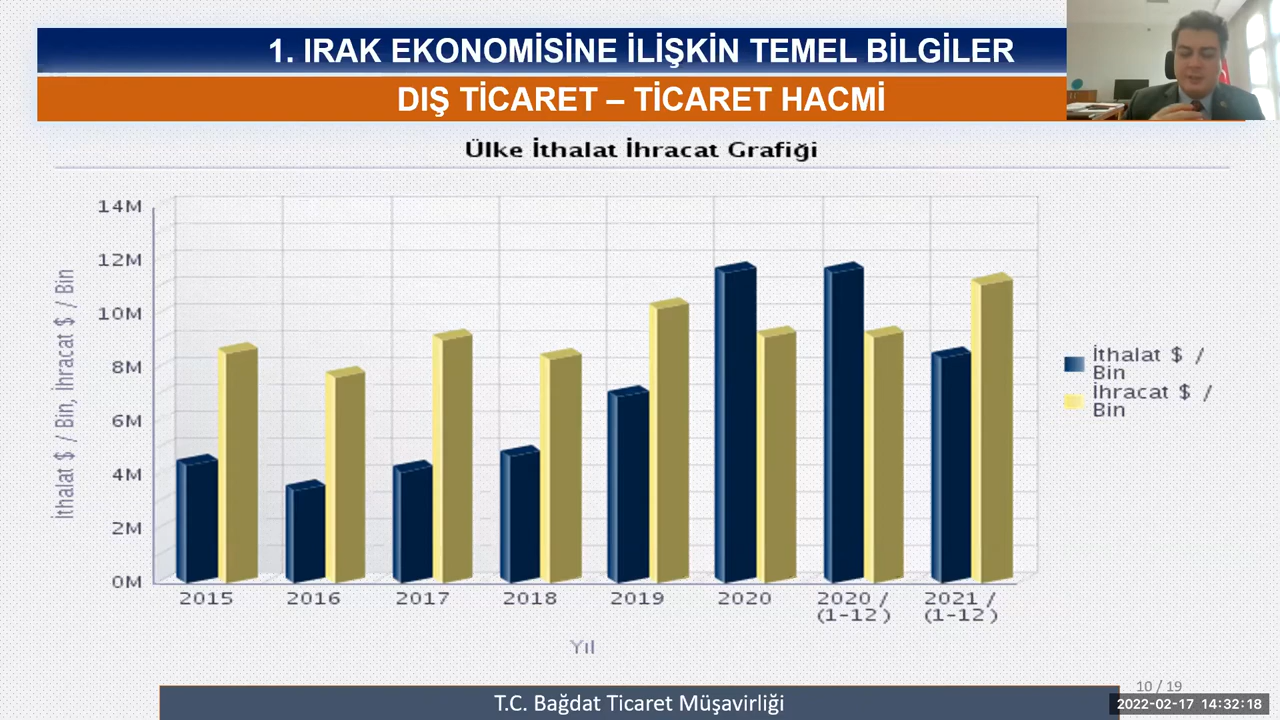 1. IRAK EKONOMİSİNE İLİŞKİN TEMEL BİLGİLER
DIŞ TİCARET – TİCARET HACMİ
Ülke İthalat İhracat Grafiği
14M
12M
10M
8M
6M
4M
2M
0M
İthalat $ / Bin, İhracat $ / Bin
2015
2016
2017
2018
2019
2020
2020 /
(1-12 )
2021 /
(1-12 )
Yıl
İthalat $ /
Bin
İhracat $ /
Bin
T.C. Bağdat Ticaret Müşavirliği
10 / 19
2022-02-17 14:32:18